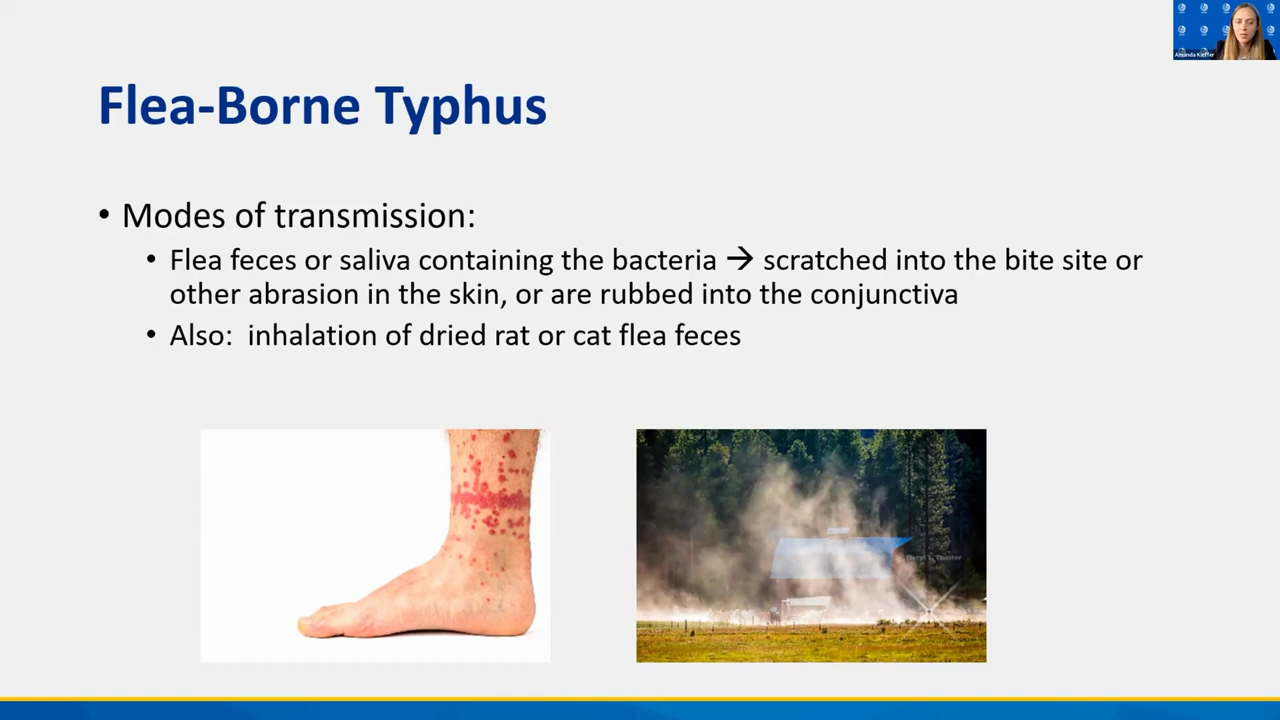 Amanda Kieffer
Flea-Borne Typhus
• Modes of transmission:
• Flea feces or saliva containing the bacteria → scratched into the bite site or
other abrasion in the skin, or are rubbed into the conjunctiva
• Also:  inhalation of dried rat or cat flea feces